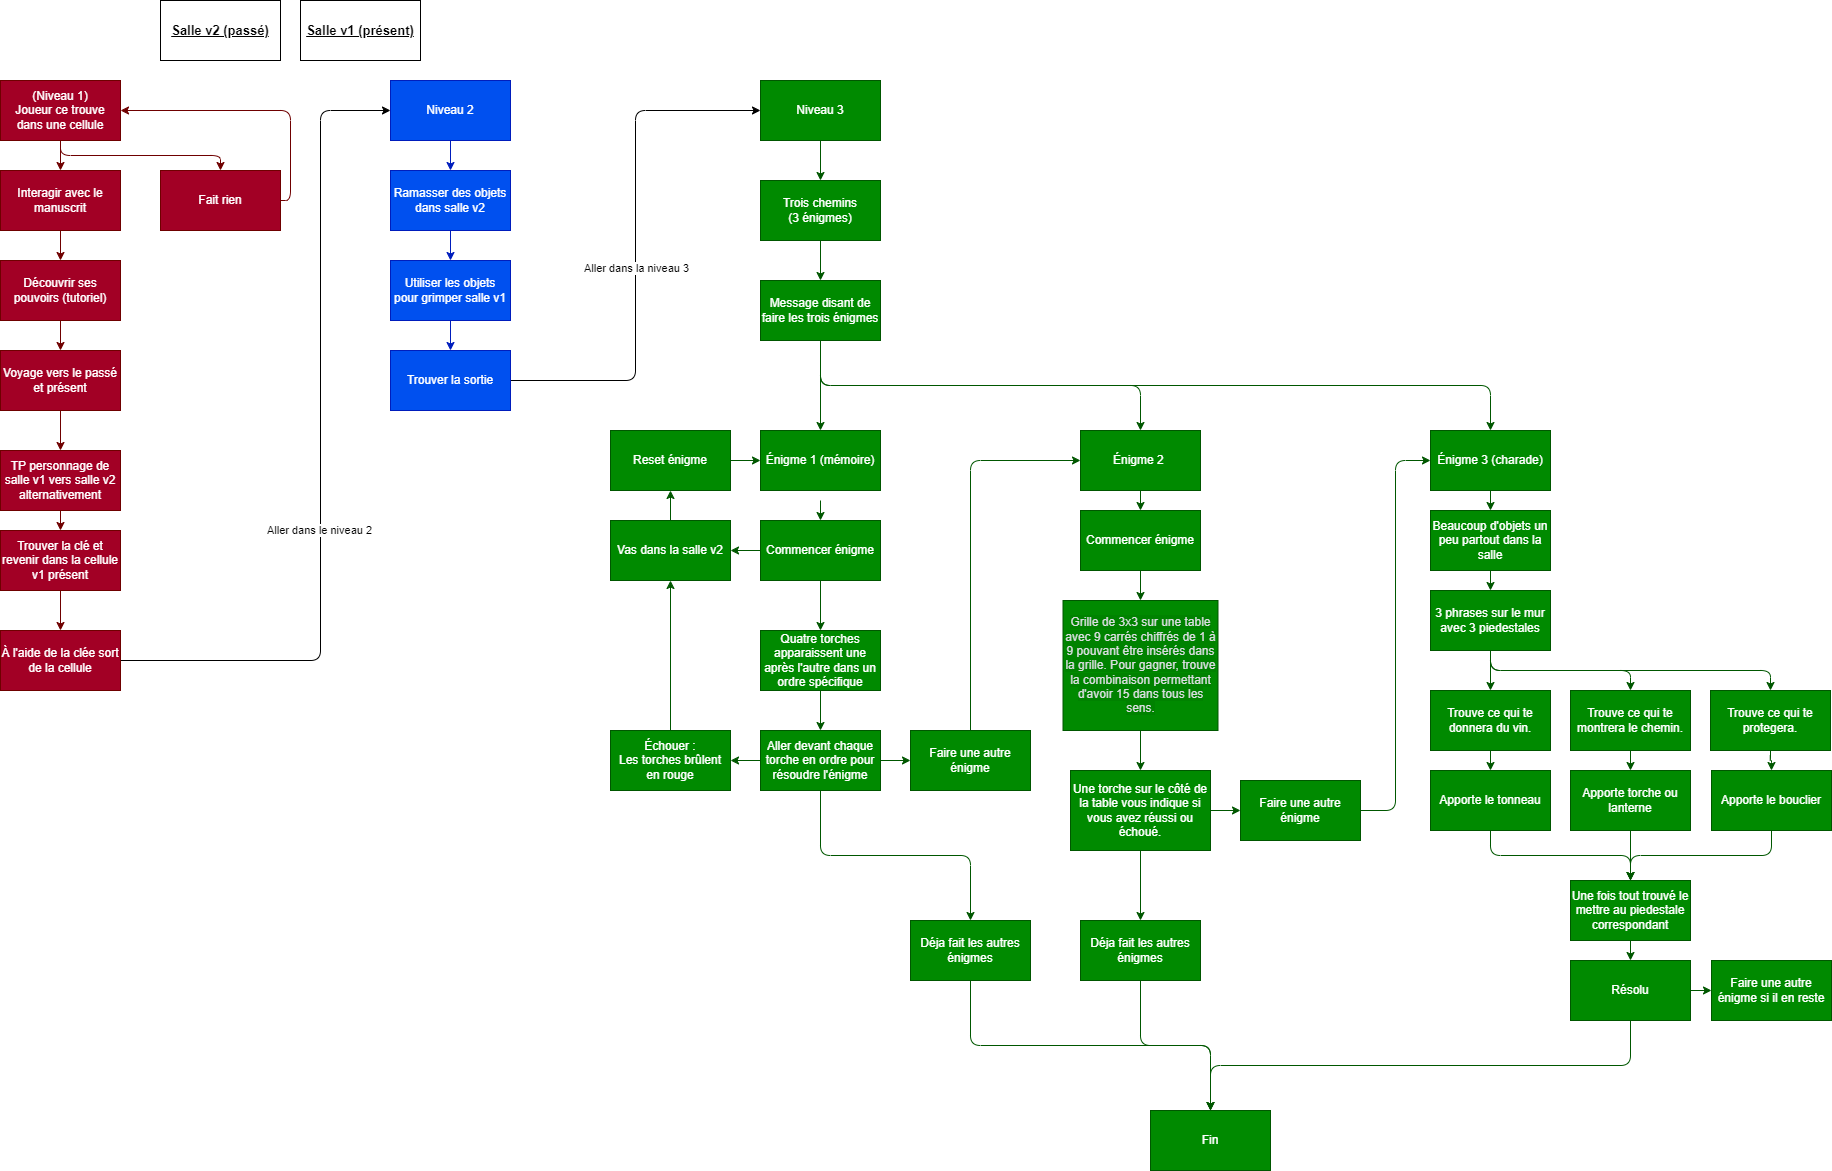 Salle v2 (passé)
Salle v1 (présent)
(Niveau 1)
Joueur ce trouve
dans une cellule
Interagir avec le
manuscrit
Fait rien
Découvrir ses
pouvoirs (tutoriel)
Voyage vers le passé
et présent
TP personnage de
salle v1 vers salle v2
alternativement
Trouver la clé et
revenir dans la cellule
v1 présent
À l'aide de la clée sort
de la cellule
Aller dans le niveau 2
Niveau 2
Ramasser des objets
dans salle v2
Utiliser les objets
pour grimper salle v1
Trouver la sortie
Aller dans la niveau 3
Niveau 3
Trois chemins
(3 énigmes)
Message disant de
faire les trois énigmes
Reset énigme
Énigme 1 (mémoire)
Vas dans la salle v2
Commencer énigme
Quatre torches
apparaissent une
après l'autre dans un
ordre spécifique
Échouer :
Les torches brûlent
en rouge
Aller devant chaque
torche en ordre pour
résoudre l'énigme
Faire une autre
énigme
Déja fait les autres
énigmes
Énigme 2
Commencer énigme
Grille de 3x3 sur une table
avec 9 carrés chiffrés de 1 à
9 pouvant être insérés dans
la grille. Pour gagner, trouve
la combinaison permettant
d'avoir 15 dans tous les
sens.
Une torche sur le côté de
la table vous indique si
vous avez réussi ou
échoué.
Faire une autre
énigme
Déja fait les autres
énigmes
Énigme 3 (charade)
Beaucoup d'objets un
peu partout dans la
salle
3 phrases sur le mur
avec 3 piedestales
Trouve ce qui te
donnera du vin.
Trouve ce qui te
montrera le chemin.
Trouve ce qui te
protegera.
Apporte le tonneau
Apporte torche ou
lanterne
Apporte le bouclier
Une fois tout trouvé le
mettre au piedestale
correspondant
Résolu
Faire une autre
énigme si il en reste
Fin